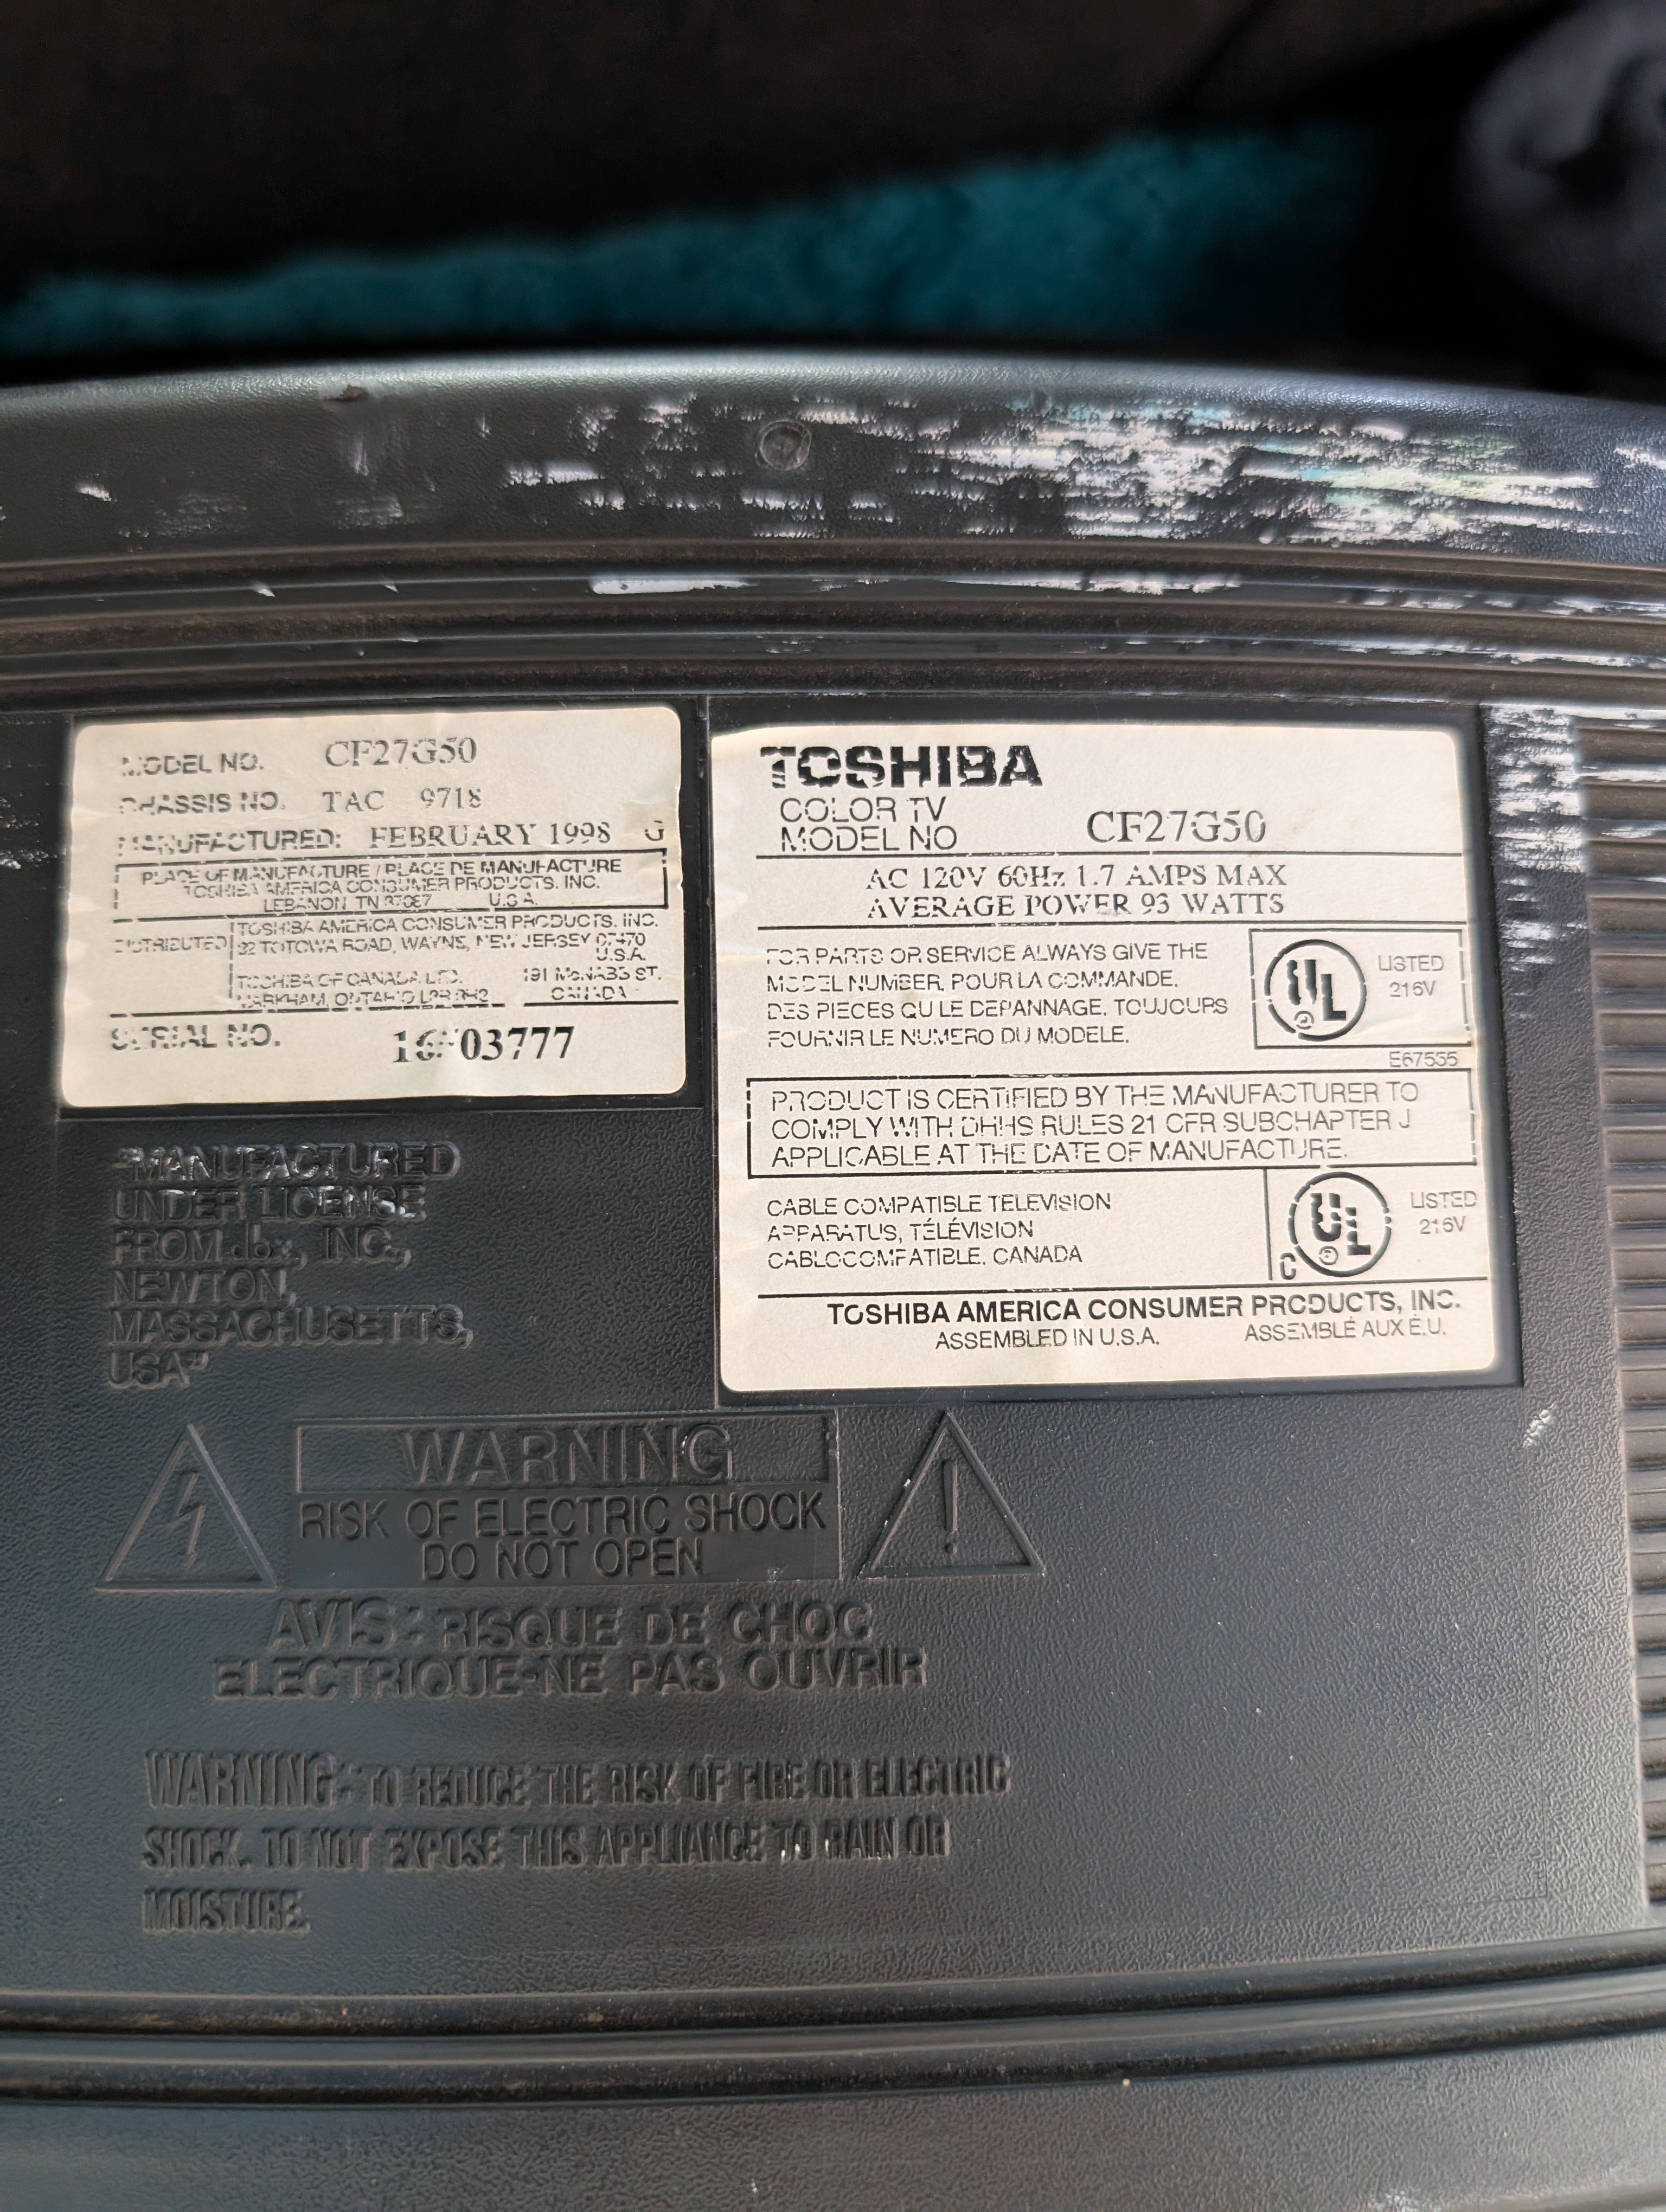 MODEL NO. CF27G50
CHASSIS NO. TAC 9718
MANUFACTURED: FEBRUARY 1998 G
PLACE OF MANUFACTURE / PLACE DE MANUFACTURE
TOSHIBA AMERICA CONSUMER PRODUCTS, INC.
LEBANON, TN 37087 U.S.A.
DISTRIBUTED
TOSHIBA AMERICA CONSUMER PRODUCTS, INC.
82 TOTOWA ROAD, WAYNE, NEW JERSEY 07470
U.S.A.
TOSHIBA OF CANADA LTD. 191 McNABB ST.
MARKHAM, ONTARIO L3R 8H2 CANADA
SERIAL NO.
TOSHIBA
COLOR TV
MODEL NO CF27G50
AC 120V 60Hz 1.7 AMPS MAX
AVERAGE POWER 93 WATTS
FOR PARTS OR SERVICE ALWAYS GIVE THE
MODEL NUMBER. POUR LA COMMANDE,
DES PIECES QU LE DEPANNAGE, TOUJOURS
FOURNIR LE NUMERO DU MODELE.
UL LISTED
216V
E67555
PRODUCT IS CERTIFIED BY THE MANUFACTURER TO
COMPLY WITH DHHS RULES 21 CFR SUBCHAPTER J
APPLICABLE AT THE DATE OF MANUFACTURE.
CABLE COMPATIBLE TELEVISION
APPARATUS, TÉLÉVISION
CABLOCOMPATIBLE, CANADA
C UL LISTED
216V
TOSHIBA AMERICA CONSUMER PRODUCTS, INC.
ASSEMBLED IN U.S.A. ASSEMBLÉ AUX É.U.
"MANUFACTURED
UNDER LICENSE
FROM dbx, INC.,
NEWTON,
MASSACHUSETTS,
USA"
WARNING
RISK OF ELECTRIC SHOCK
DO NOT OPEN
AVIS : RISQUE DE CHOC
ELECTRIQUE-NE PAS OUVRIR
WARNING: TO REDUCE THE RISK OF FIRE OR ELECTRIC
SHOCK, DO NOT EXPOSE THIS APPLIANCE TO RAIN OR
MOISTURE.